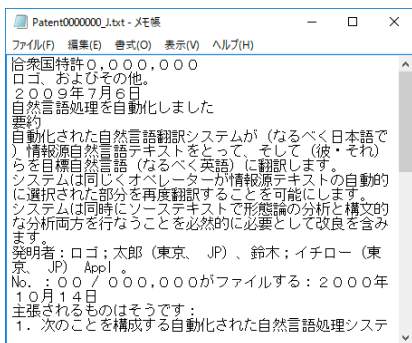 Patent0000000_J.txt - メモ帳
ファイル(F) 編集(E) 書式(O) 表示(V) ヘルプ(H)
合衆国特許０,０００,０００
ロゴ、およびその他。
２００９年７月６日
自然言語処理を自動化しました
要約
自動化された自然言語翻訳システムが（なるべく日本語で
）情報源自然言語テキストをとって、そして（彼・それ）
らを目標自然言語（なるべく英語）に翻訳します。
システムは同じくオペレーターが情報源テキストの自動的
に選択された部分を再度翻訳することを可能にします。
システムは同時にソーステキストで形態論の分析と構文的
な分析両方を行なうことを必然的に必要として改良を含み
ます。
発明者：ロゴ；太郎（東京、 JP）、鈴木；イチロー（東
京、 JP） Appl 。
No. ：00 / 000,000がファイルする：２０００年
１０月１４日
主張されるものはそうです：
１．次のことを構成する自動化された自然言語処理システ